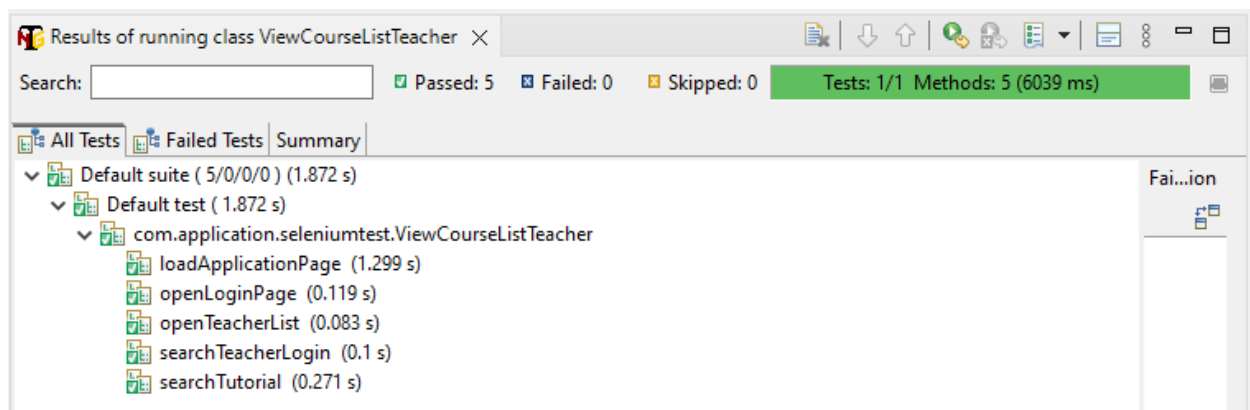 Results of running class ViewCourseListTeacher
Search: Passed: 5 Failed: 0 Skipped: 0 Tests: 1/1 Methods: 5 (6039 ms)
All Tests Failed Tests Summary
Default suite ( 5/0/0/0 ) (1.872 s) Fai...ion
Default test ( 1.872 s)
com.application.seleniumtest.ViewCourseListTeacher
loadApplicationPage (1.299 s)
openLoginPage (0.119 s)
openTeacherList (0.083 s)
searchTeacherLogin (0.1 s)
searchTutorial (0.271 s)